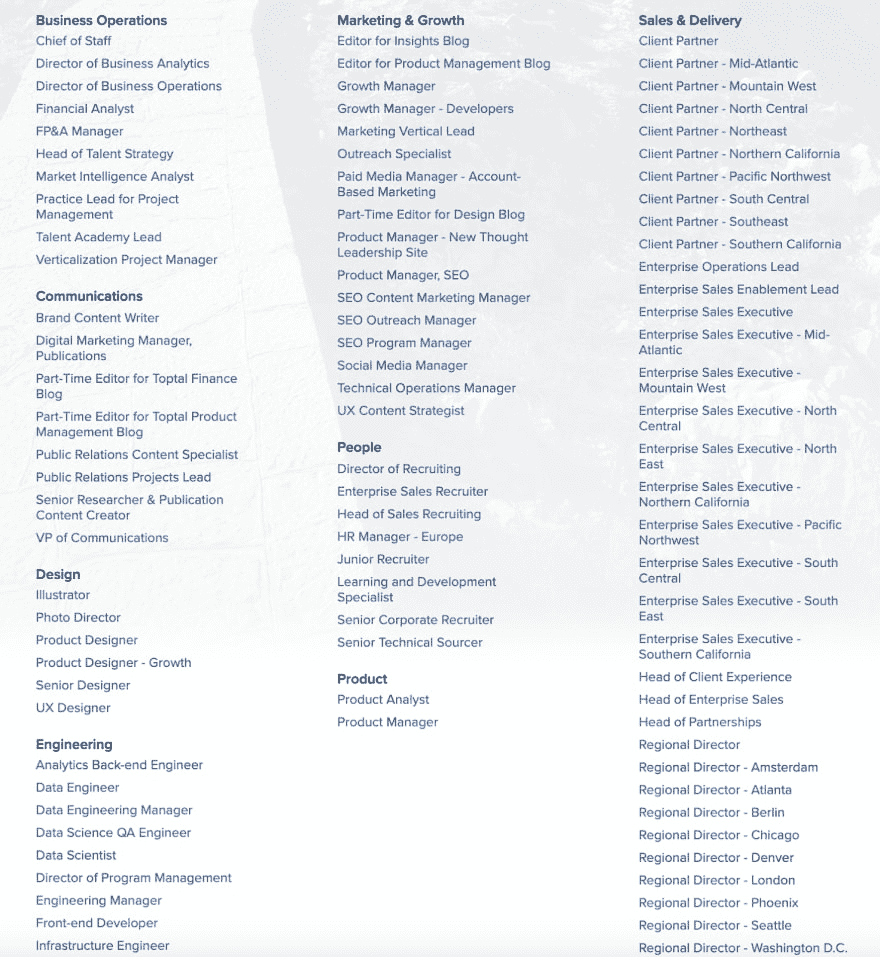 Business Operations
Chief of Staff
Director of Business Analytics
Director of Business Operations
Financial Analyst
FP&A Manager
Head of Talent Strategy
Market Intelligence Analyst
Practice Lead for Project
Management
Talent Academy Lead
Verticalization Project Manager
Communications
Brand Content Writer
Digital Marketing Manager,
Publications
Part-Time Editor for Toptal Finance
Blog
Part-Time Editor for Toptal Product
Management Blog
Public Relations Content Specialist
Public Relations Projects Lead
Senior Researcher & Publication
Content Creator
VP of Communications
Design
Illustrator
Photo Director
Product Designer
Product Designer - Growth
Senior Designer
UX Designer
Engineering
Analytics Back-end Engineer
Data Engineer
Data Engineering Manager
Data Science QA Engineer
Data Scientist
Director of Program Management
Engineering Manager
Front-end Developer
Infrastructure Engineer
Marketing & Growth
Editor for Insights Blog
Editor for Product Management Blog
Growth Manager
Growth Manager - Developers
Marketing Vertical Lead
Outreach Specialist
Paid Media Manager - Account-
Based Marketing
Part-Time Editor for Design Blog
Product Manager - New Thought
Leadership Site
Product Manager, SEO
SEO Content Marketing Manager
SEO Outreach Manager
SEO Program Manager
Social Media Manager
Technical Operations Manager
UX Content Strategist
People
Director of Recruiting
Enterprise Sales Recruiter
Head of Sales Recruiting
HR Manager - Europe
Junior Recruiter
Learning and Development
Specialist
Senior Corporate Recruiter
Senior Technical Sourcer
Product
Product Analyst
Product Manager
Sales & Delivery
Client Partner
Client Partner - Mid-Atlantic
Client Partner - Mountain West
Client Partner - North Central
Client Partner - Northeast
Client Partner - Northern California
Client Partner - Pacific Northwest
Client Partner - South Central
Client Partner - Southeast
Client Partner - Southern California
Enterprise Operations Lead
Enterprise Sales Enablement Lead
Enterprise Sales Executive
Enterprise Sales Executive - Mid-
Atlantic
Enterprise Sales Executive -
Mountain West
Enterprise Sales Executive - North
Central
Enterprise Sales Executive - North
East
Enterprise Sales Executive -
Northern California
Enterprise Sales Executive - Pacific
Northwest
Enterprise Sales Executive - South
Central
Enterprise Sales Executive - South
East
Enterprise Sales Executive -
Southern California
Head of Client Experience
Head of Enterprise Sales
Head of Partnerships
Regional Director
Regional Director - Amsterdam
Regional Director - Atlanta
Regional Director - Berlin
Regional Director - Chicago
Regional Director - Denver
Regional Director - London
Regional Director - Phoenix
Regional Director - Seattle
Regional Director - Washington D.C.